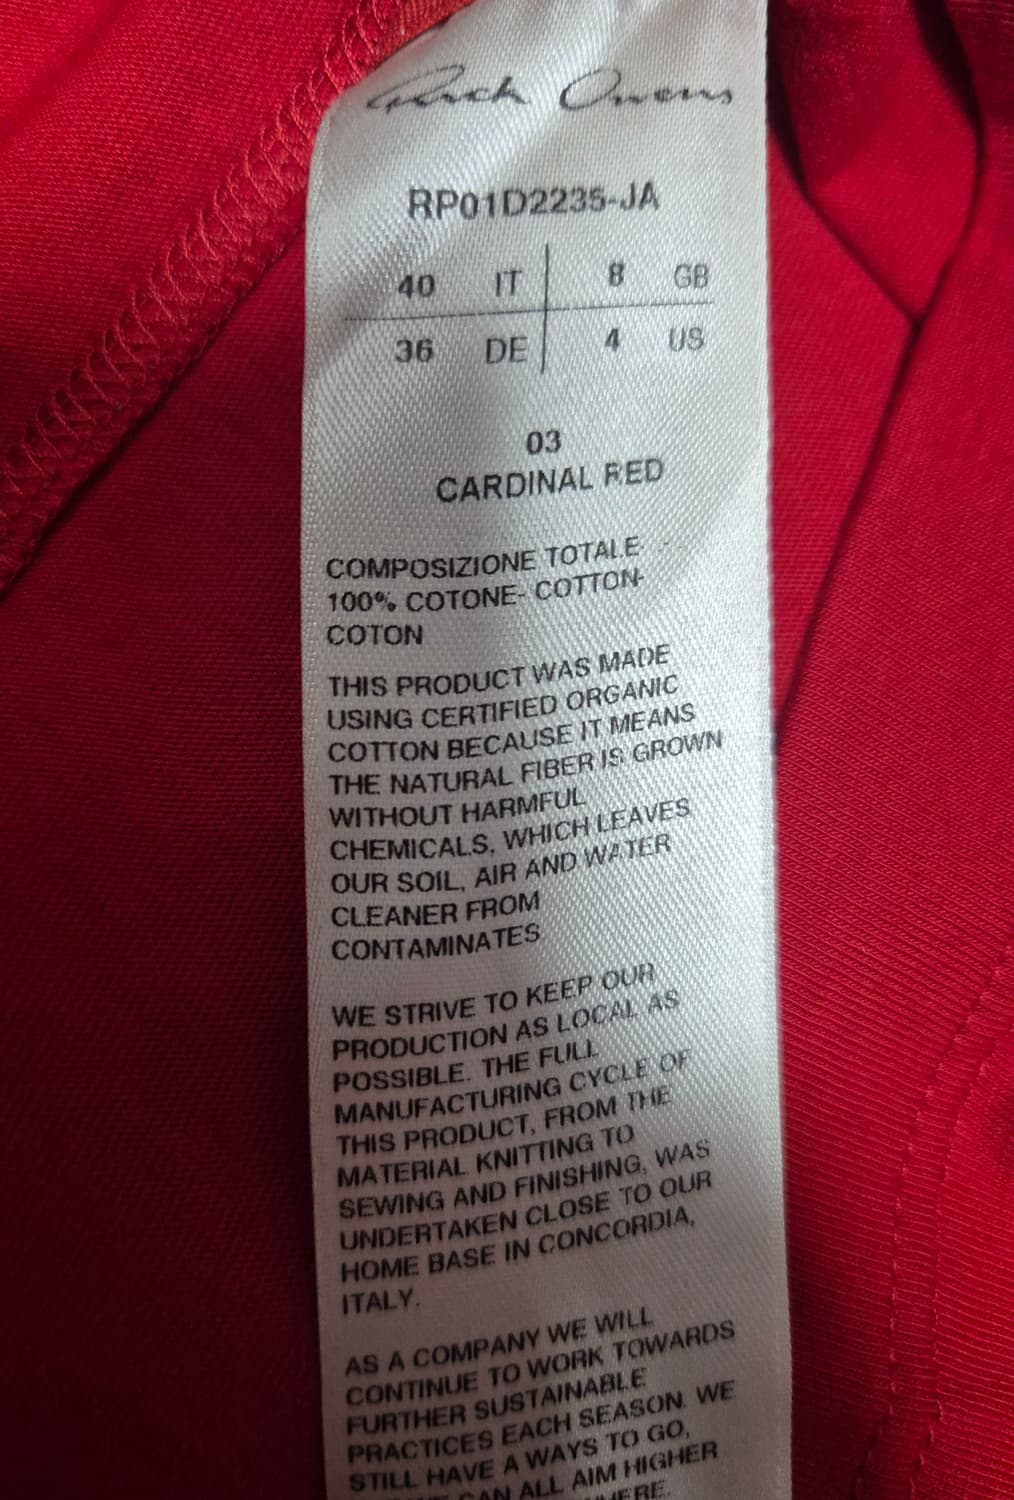 Rick Owens
RP01D2235-JA
40 IT 8 GB
36 DE 4 US
03
CARDINAL RED
COMPOSIZIONE TOTALE
100% COTONE- COTTON-
COTON
THIS PRODUCT WAS MADE
USING CERTIFIED ORGANIC
COTTON BECAUSE IT MEANS
THE NATURAL FIBER IS GROWN
WITHOUT HARMFUL
CHEMICALS, WHICH LEAVES
OUR SOIL, AIR AND WATER
CLEANER FROM
CONTAMINATES
WE STRIVE TO KEEP OUR
PRODUCTION AS LOCAL AS
POSSIBLE. THE FULL
MANUFACTURING CYCLE OF
THIS PRODUCT, FROM THE
MATERIAL KNITTING TO
SEWING AND FINISHING, WAS
UNDERTAKEN CLOSE TO OUR
HOME BASE IN CONCORDIA,
ITALY.
AS A COMPANY WE WILL
CONTINUE TO WORK TOWARDS
FURTHER SUSTAINABLE
PRACTICES EACH SEASON. WE
STILL HAVE A WAYS TO GO,
CAN ALL AIM HIGHER